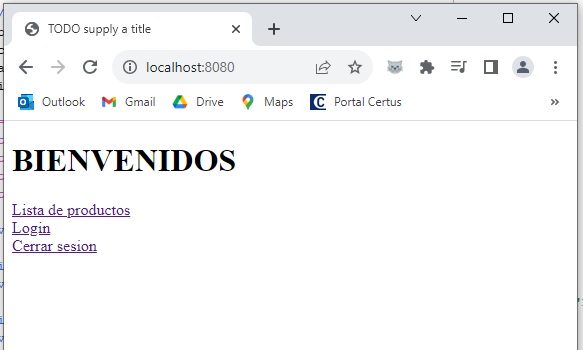 TODO supply a title
localhost:8080
Outlook
Gmail
Drive
Maps
Portal Certus
BIENVENIDOS
Lista de productos
Login
Cerrar sesion